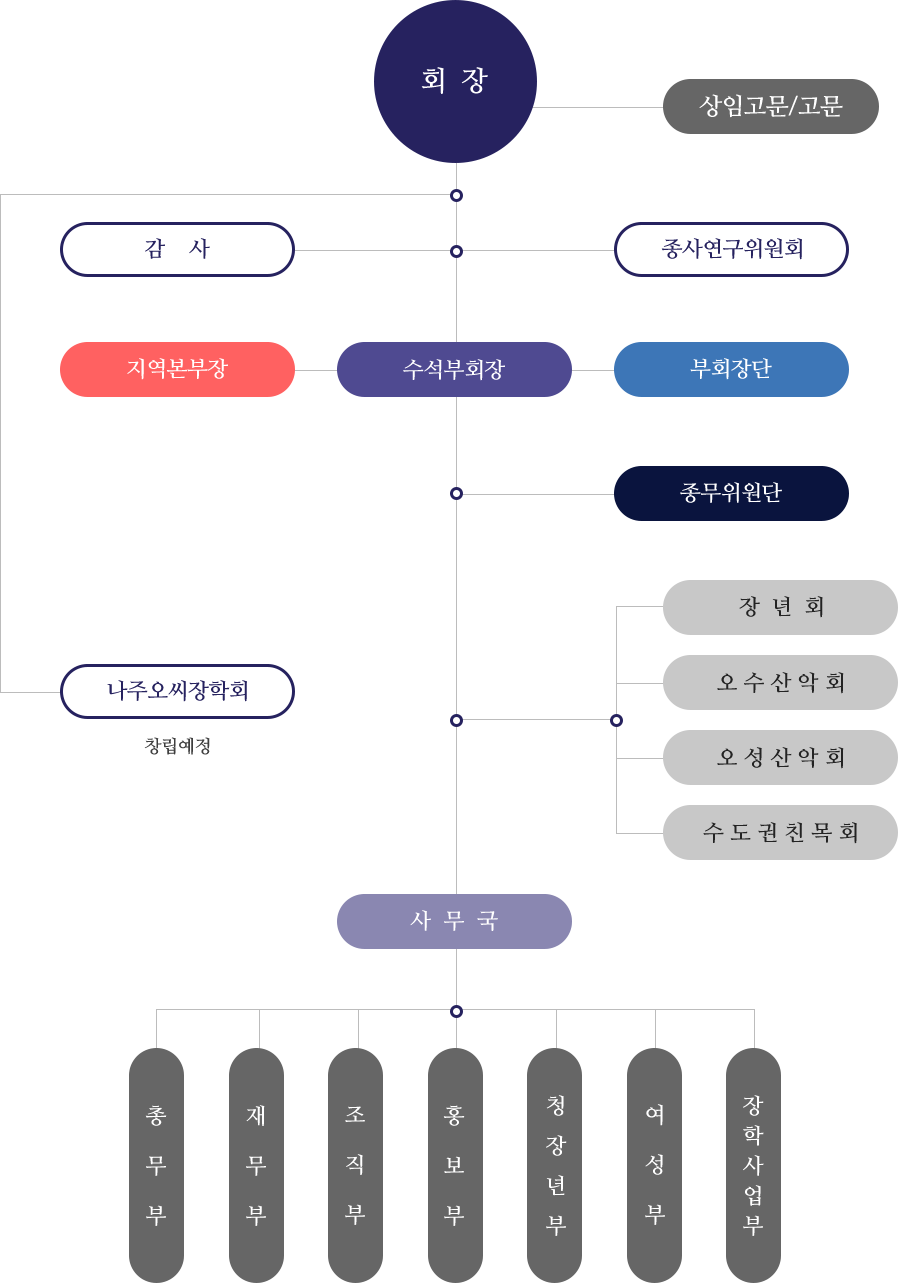 회 장
상임고문/고문
감 사
종사연구위원회
지역본부장
수석부회장
부회장단
종무위원단
장 년 회
오 수 산 악 회
나주오씨장학회
창립예정
오 성 산 악 회
수 도 권 친 목 회
사 무 국
총무부
재무부
조직부
홍보부
청장년부
여성부
장학사업부